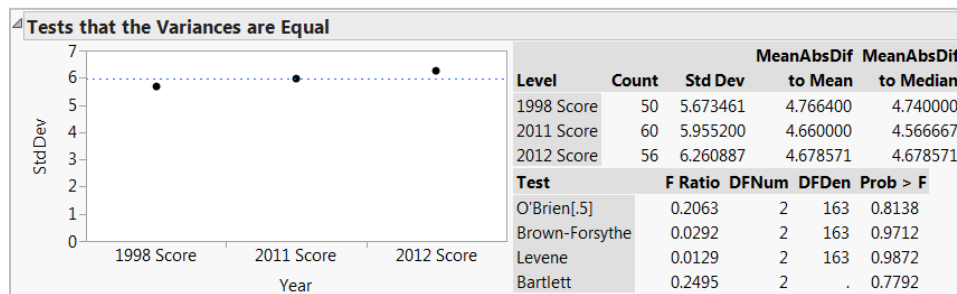 Tests that the Variances are Equal
7
6
5
4
3
2
1
0
Std Dev
1998 Score 2011 Score 2012 Score
Year
MeanAbsDif MeanAbsDif
Level Count Std Dev to Mean to Median
1998 Score 50 5.673461 4.766400 4.740000
2011 Score 60 5.955200 4.660000 4.566667
2012 Score 56 6.260887 4.678571 4.678571
Test F Ratio DFNum DFDen Prob > F
O'Brien[.5] 0.2063 2 163 0.8138
Brown-Forsythe 0.0292 2 163 0.9712
Levene 0.0129 2 163 0.9872
Bartlett 0.2495 2 . 0.7792